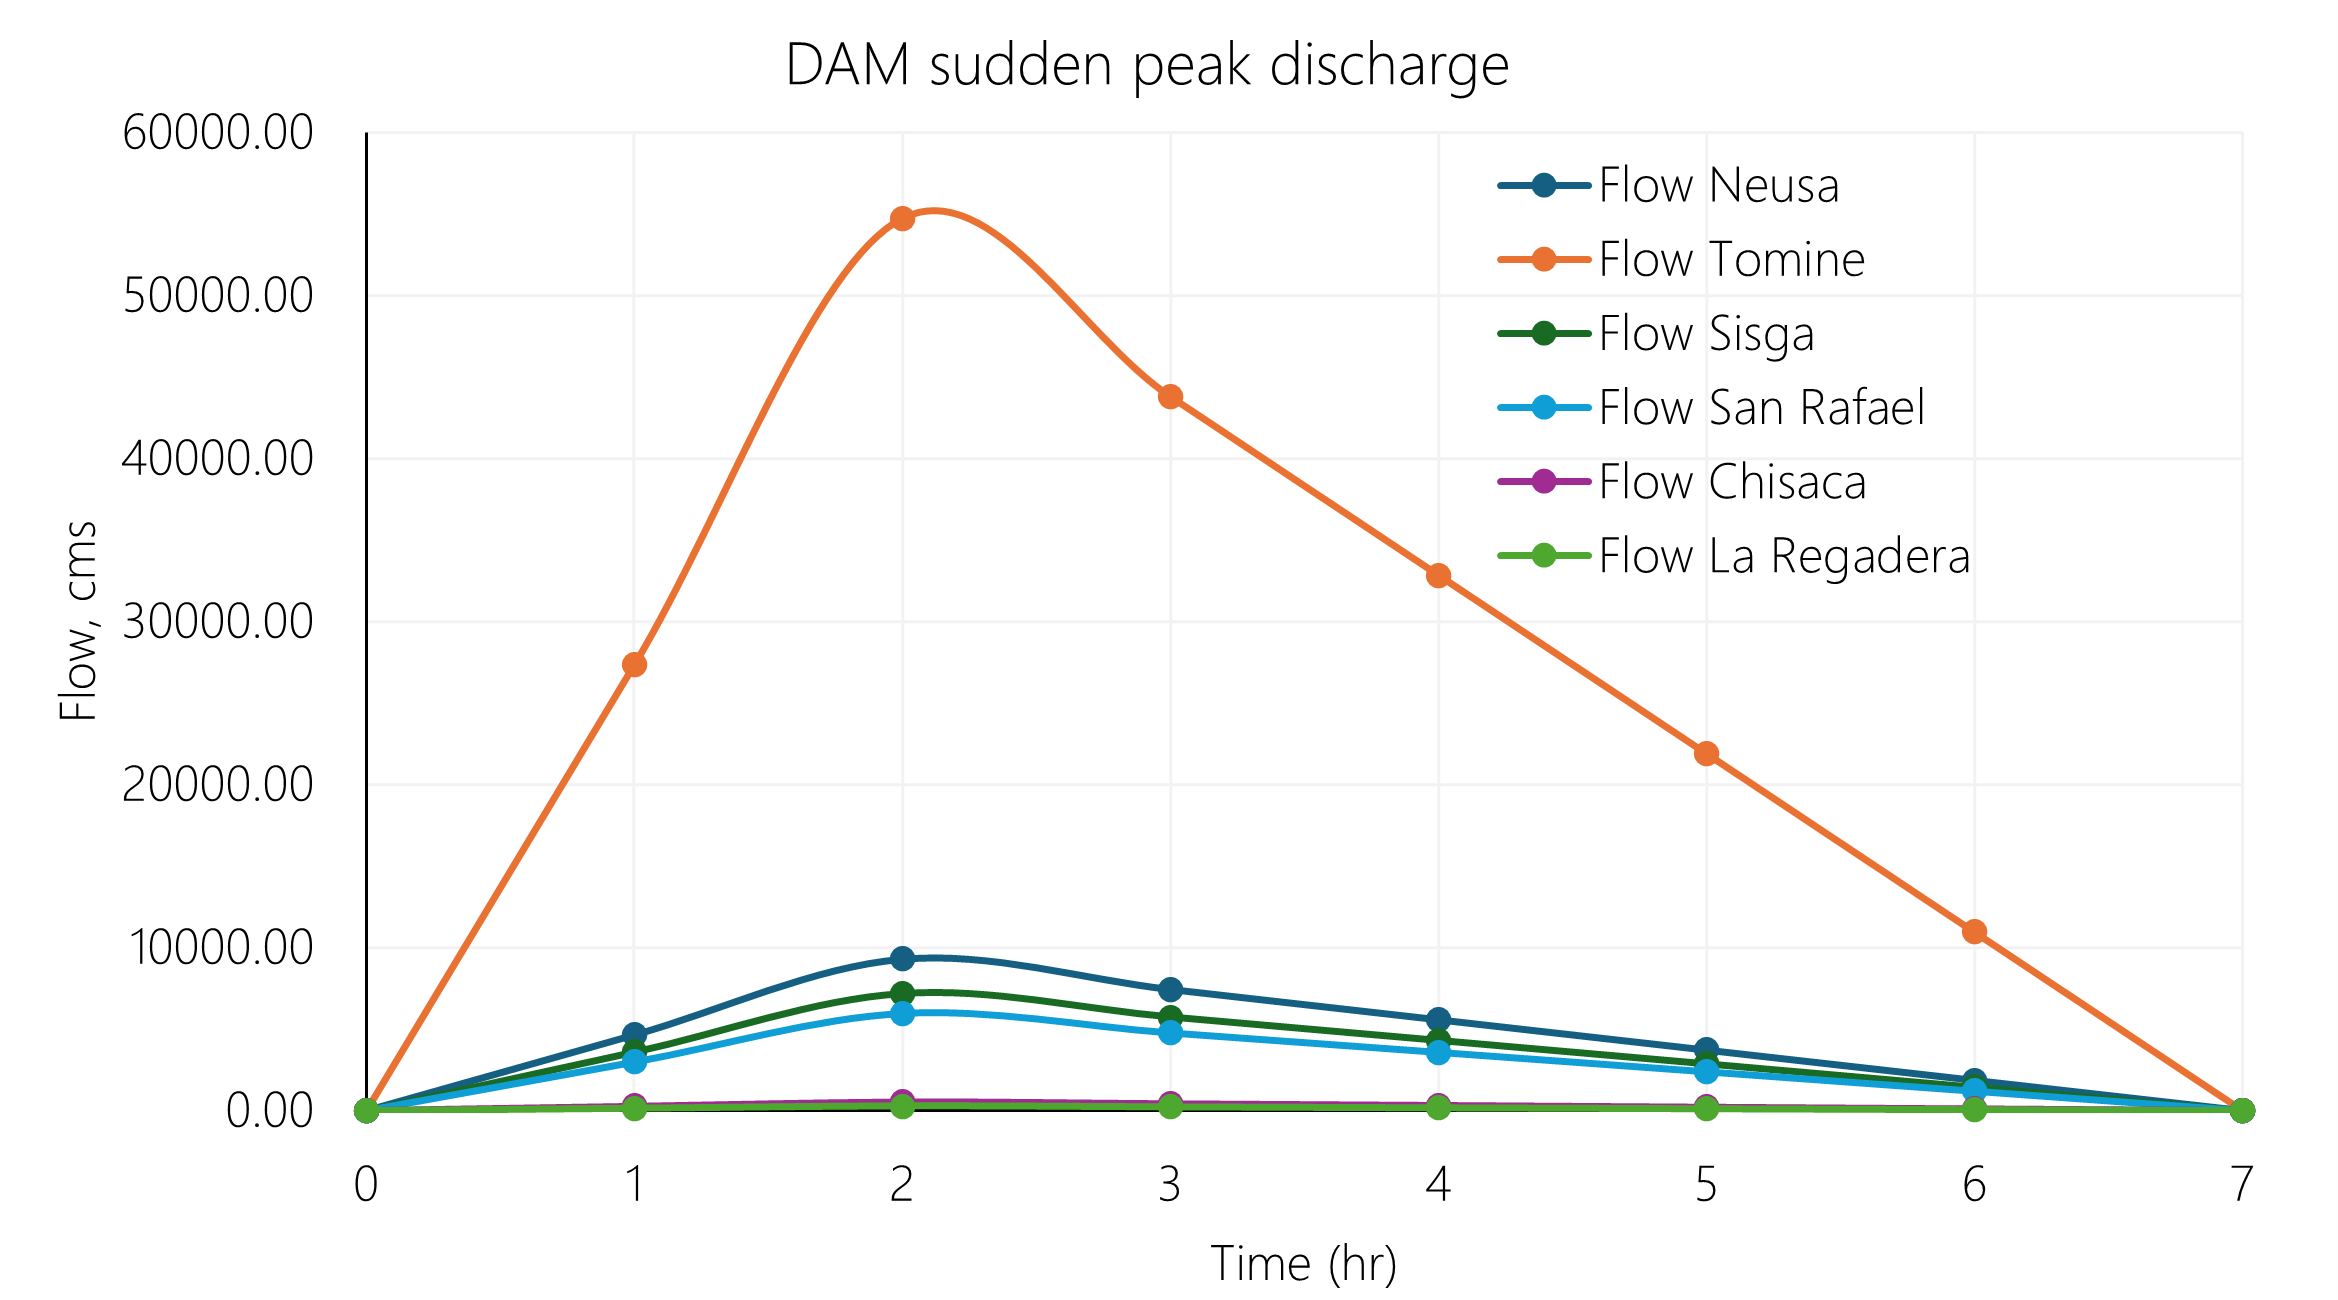 DAM sudden peak discharge
60000.00
50000.00
40000.00
30000.00
20000.00
10000.00
0.00
Flow, cms
Flow Neusa
Flow Tomine
Flow Sisga
Flow San Rafael
Flow Chisaca
Flow La Regadera
0 1 2 3 4 5 6 7
Time (hr)